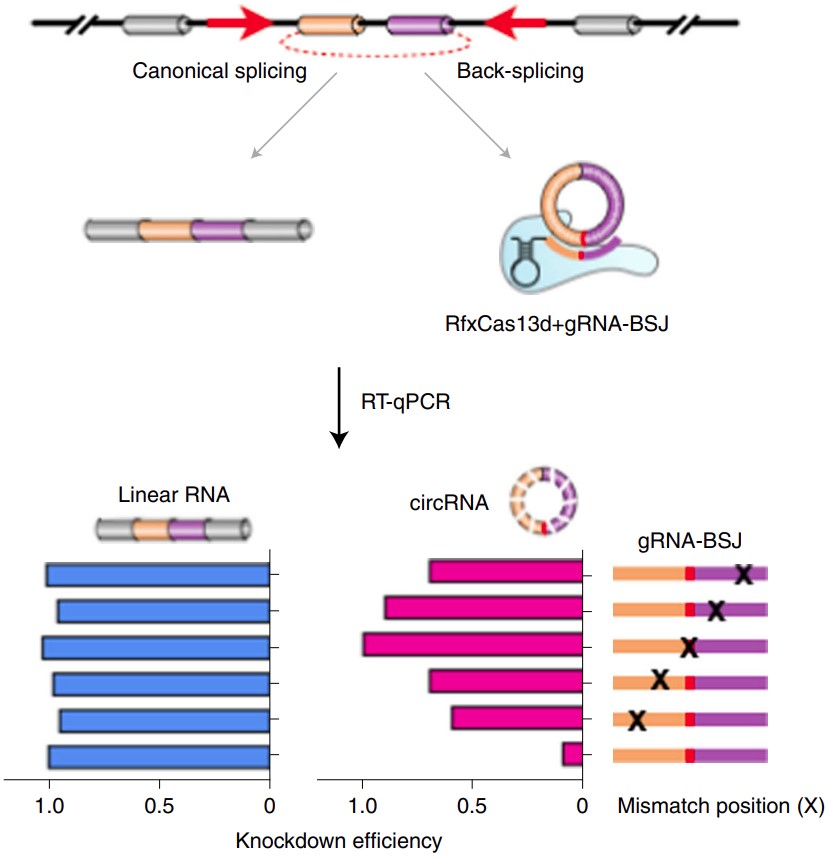 Canonical splicing
Back-splicing
RfxCas13d+gRNA-BSJ
RT-qPCR
Linear RNA
circRNA
gRNA-BSJ
X
X
X
X
X
1.0 0.5 0
1.0 0.5 0
Mismatch position (X)
Knockdown efficiency